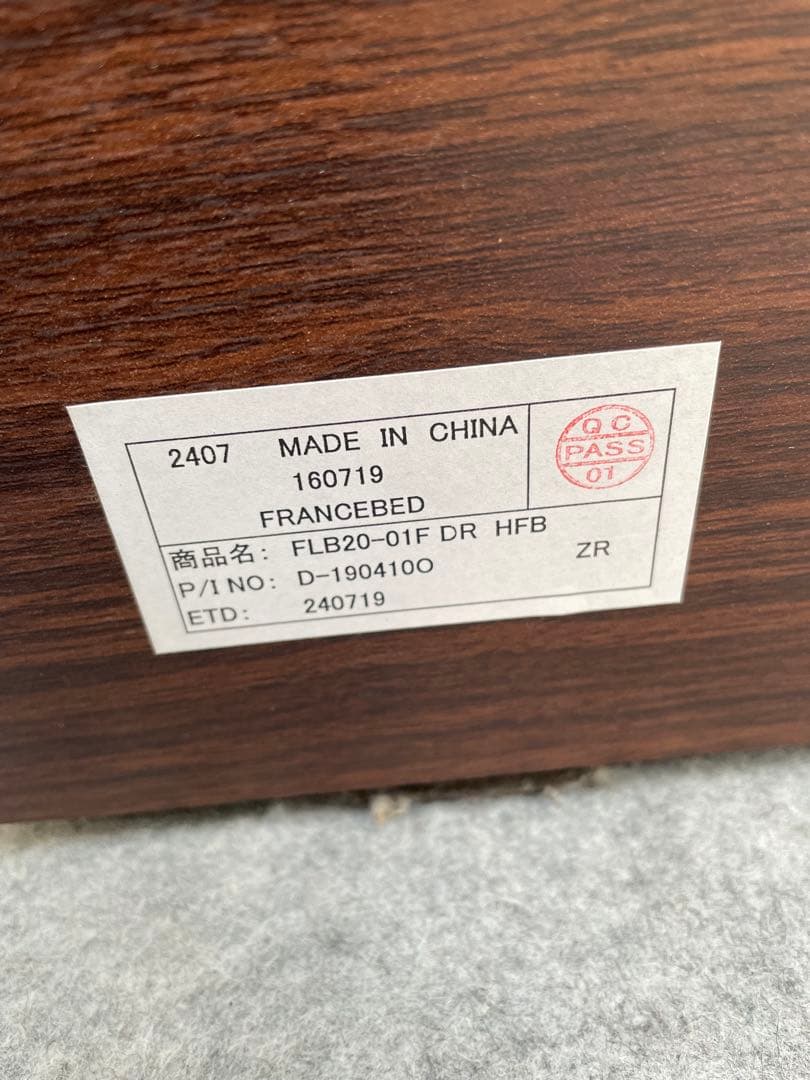 2407 MADE IN CHINA
160719
FRANCEBED
QC
PASS
01
商品名: FLB20-01F DR HFB
ZR
P/I NO: D-190410O
ETD: 240719